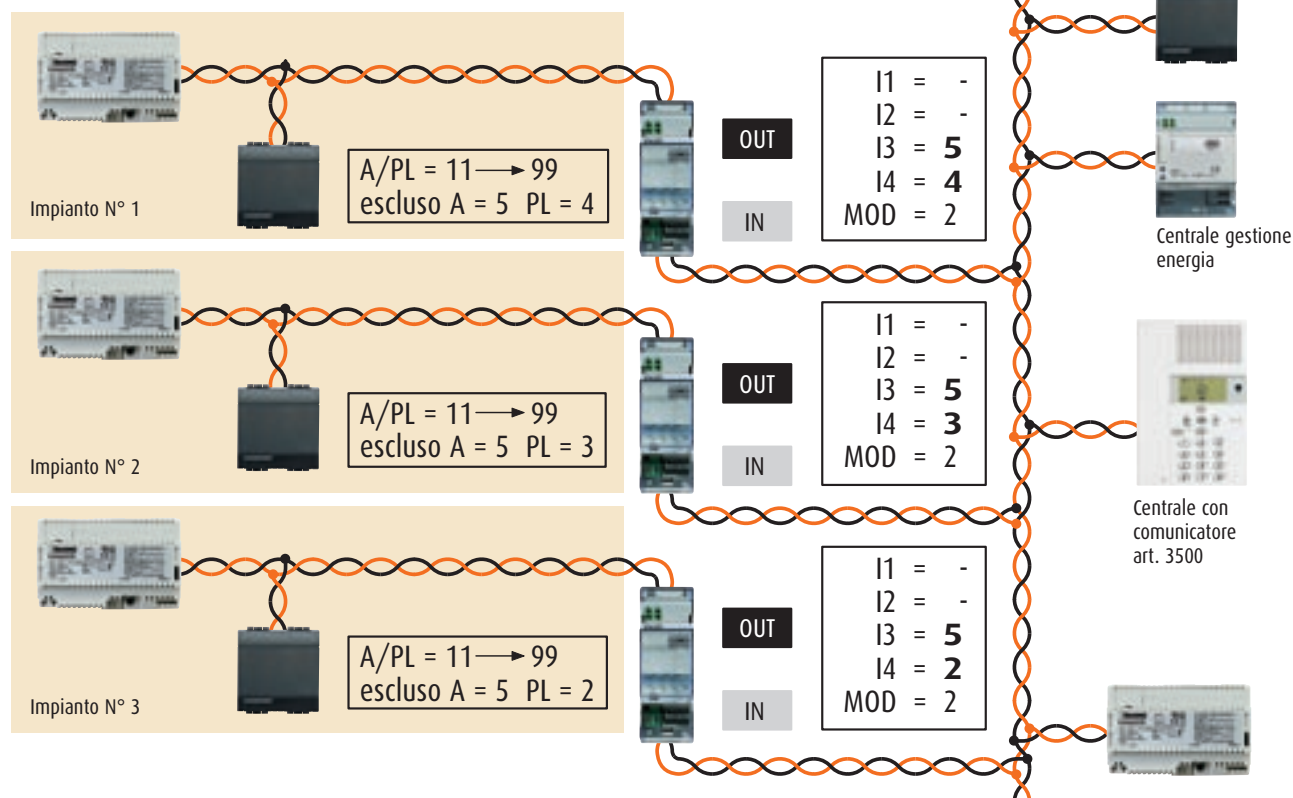 A/PL = 11 → 99
escluso A = 5 PL = 4
Impianto N° 1
OUT
IN
I1 = -
I2 = -
I3 = 5
I4 = 4
MOD = 2
Centrale gestione
energia
A/PL = 11 → 99
escluso A = 5 PL = 3
Impianto N° 2
OUT
IN
I1 = -
I2 = -
I3 = 5
I4 = 3
MOD = 2
Centrale con
comunicatore
art. 3500
A/PL = 11 → 99
escluso A = 5 PL = 2
Impianto N° 3
OUT
IN
I1 = -
I2 = -
I3 = 5
I4 = 2
MOD = 2